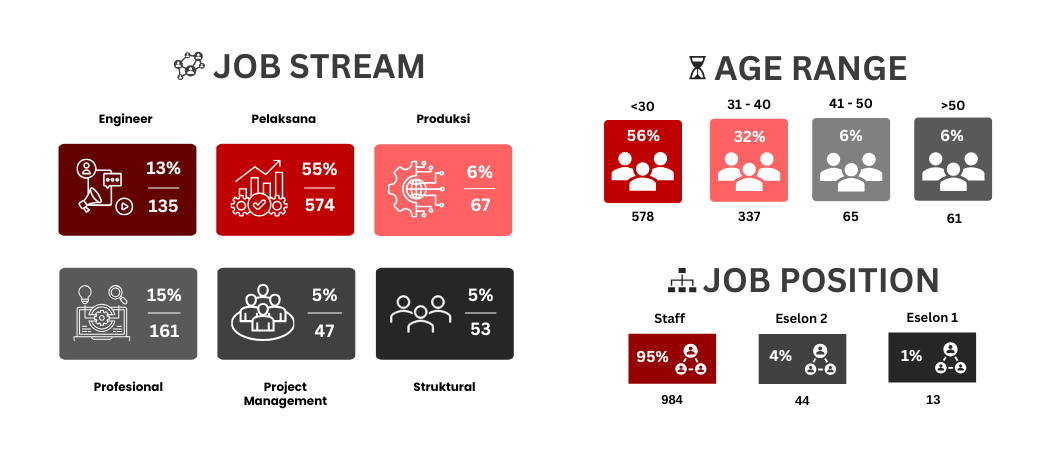 JOB STREAM
Engineer
Pelaksana
Produksi
13%
135
55%
574
6%
67
15%
161
5%
47
5%
53
Profesional
Project
Management
Struktural
AGE RANGE
<30
31 - 40
41 - 50
>50
56%
32%
6%
6%
578
337
65
61
JOB POSITION
Staff
Eselon 2
Eselon 1
95%
4%
1%
984
44
13